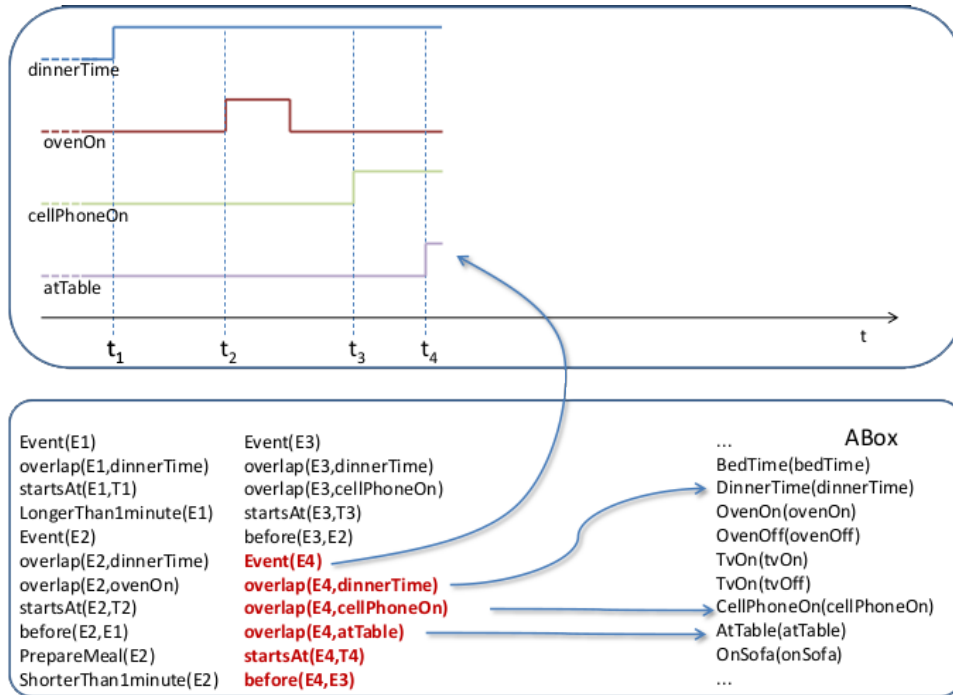 dinnerTime
ovenOn
cellPhoneOn
atTable
t
t1
t2
t3
t4
Event(E1)
overlap(E1,dinnerTime)
startsAt(E1,T1)
LongerThan1minute(E1)
Event(E2)
overlap(E2,dinnerTime)
overlap(E2,ovenOn)
startsAt(E2,T2)
before(E2,E1)
PrepareMeal(E2)
ShorterThan1minute(E2)
Event(E3)
overlap(E3,dinnerTime)
overlap(E3,cellPhoneOn)
startsAt(E3,T3)
before(E3,E2)
Event(E4)
overlap(E4,dinnerTime)
overlap(E4,cellPhoneOn)
overlap(E4,atTable)
startsAt(E4,T4)
before(E4,E3)
ABox
...
BedTime(bedTime)
DinnerTime(dinnerTime)
OvenOn(ovenOn)
OvenOff(ovenOff)
TvOn(tvOn)
TvOn(tvOff)
CellPhoneOn(cellPhoneOn)
AtTable(atTable)
OnSofa(onSofa)
...